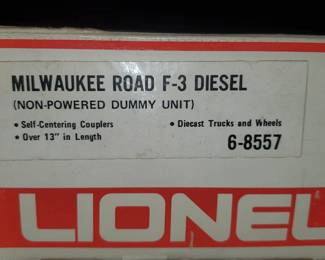 MILWAUKEE ROAD F-3 DIESEL
(NON-POWERED DUMMY UNIT)
• Self-Centering Couplers • Diecast Trucks and Wheels
• Over 13" in Length 6-8557
LIONEL